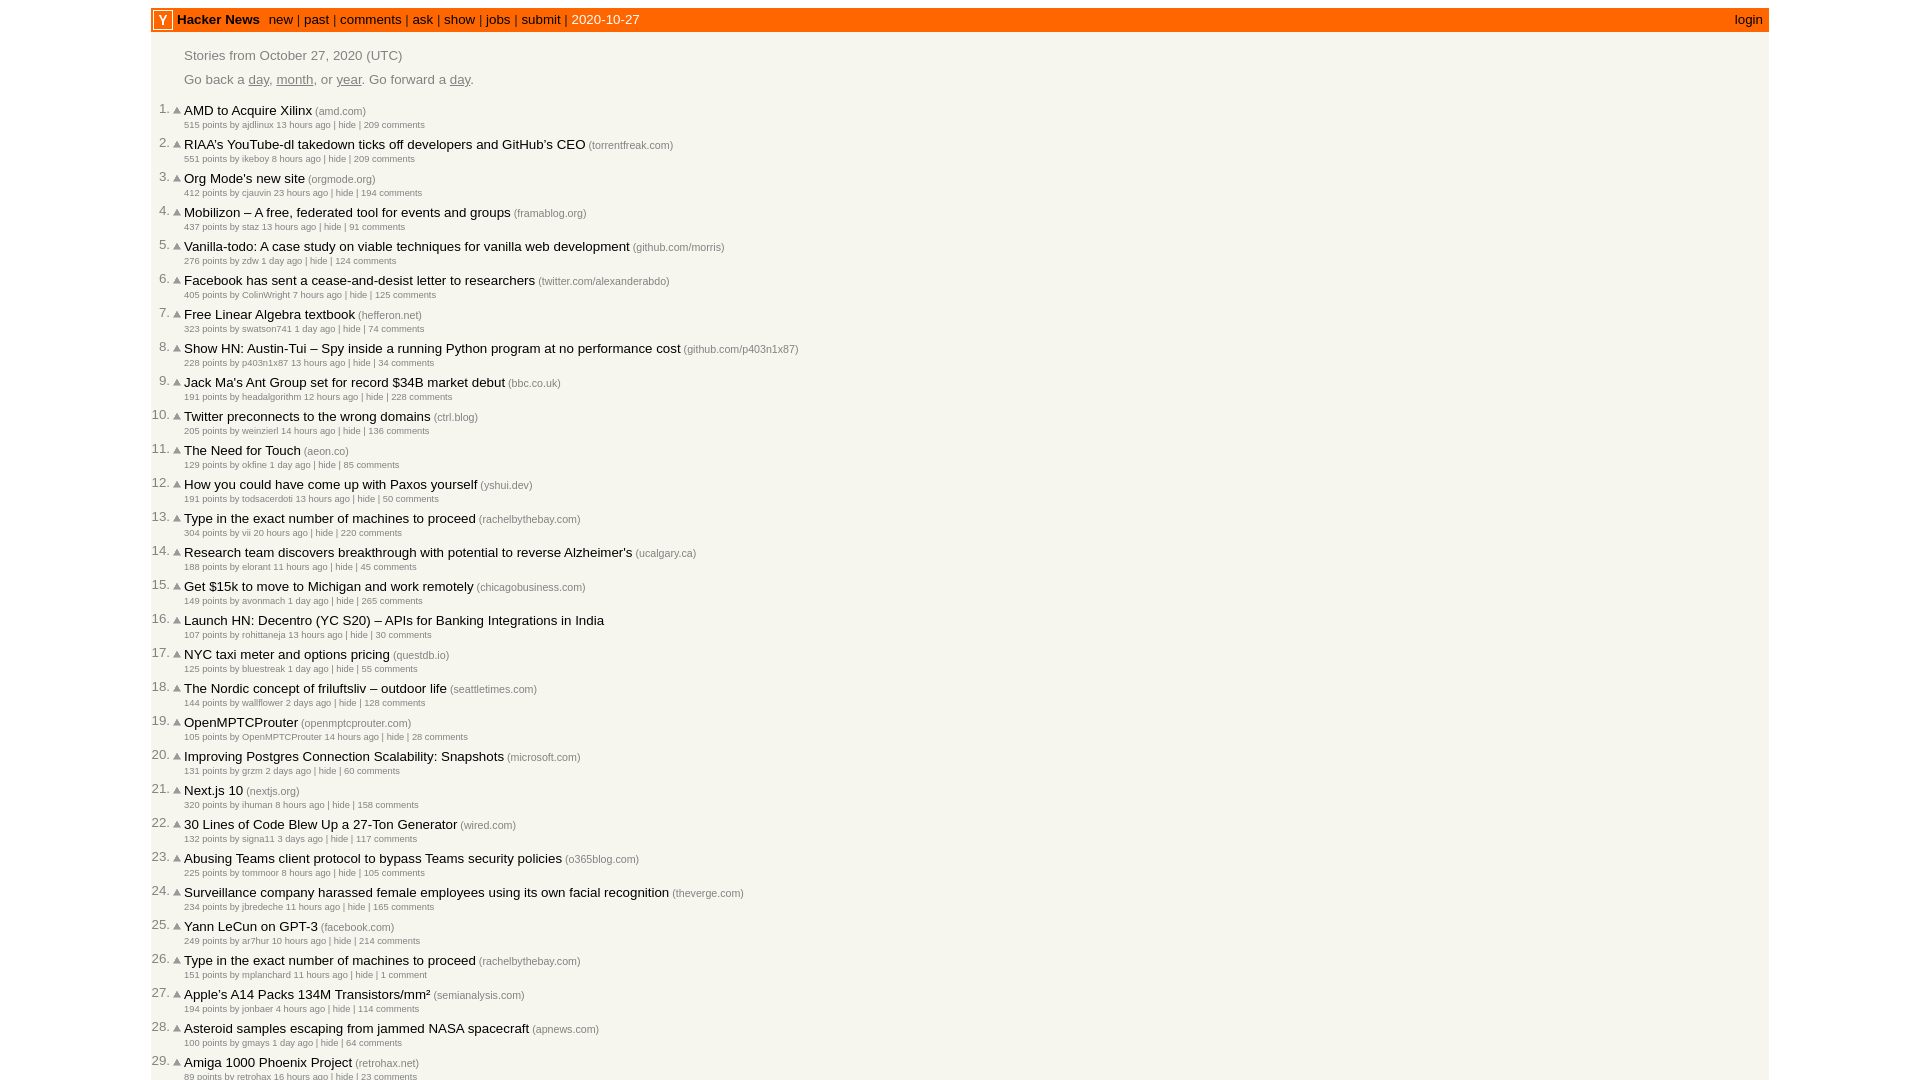 Y Hacker News new | past | comments | ask | show | jobs | submit | 2020-10-27 login
Stories from October 27, 2020 (UTC)
Go back a day, month, or year. Go forward a day.
1. AMD to Acquire Xilinx (amd.com)
515 points by ajdlinux 13 hours ago | hide | 209 comments
2. RIAA’s YouTube-dl takedown ticks off developers and GitHub’s CEO (torrentfreak.com)
551 points by ikeboy 8 hours ago | hide | 209 comments
3. Org Mode's new site (orgmode.org)
412 points by cjauvin 23 hours ago | hide | 194 comments
4. Mobilizon – A free, federated tool for events and groups (framablog.org)
437 points by staz 13 hours ago | hide | 91 comments
5. Vanilla-todo: A case study on viable techniques for vanilla web development (github.com/morris)
276 points by zdw 1 day ago | hide | 124 comments
6. Facebook has sent a cease-and-desist letter to researchers (twitter.com/alexanderabdo)
405 points by ColinWright 7 hours ago | hide | 125 comments
7. Free Linear Algebra textbook (hefferon.net)
323 points by swatson741 1 day ago | hide | 74 comments
8. Show HN: Austin-Tui – Spy inside a running Python program at no performance cost (github.com/p403n1x87)
228 points by p403n1x87 13 hours ago | hide | 34 comments
9. Jack Ma's Ant Group set for record $34B market debut (bbc.co.uk)
191 points by headalgorithm 12 hours ago | hide | 228 comments
10. Twitter preconnects to the wrong domains (ctrl.blog)
205 points by weinzierl 14 hours ago | hide | 136 comments
11. The Need for Touch (aeon.co)
129 points by okfine 1 day ago | hide | 85 comments
12. How you could have come up with Paxos yourself (yshui.dev)
191 points by todsacerdoti 13 hours ago | hide | 50 comments
13. Type in the exact number of machines to proceed (rachelbythebay.com)
304 points by vii 20 hours ago | hide | 220 comments
14. Research team discovers breakthrough with potential to reverse Alzheimer's (ucalgary.ca)
188 points by elorant 11 hours ago | hide | 45 comments
15. Get $15k to move to Michigan and work remotely (chicagobusiness.com)
149 points by avonmach 1 day ago | hide | 265 comments
16. Launch HN: Decentro (YC S20) – APIs for Banking Integrations in India
107 points by rohittaneja 13 hours ago | hide | 30 comments
17. NYC taxi meter and options pricing (questdb.io)
125 points by bluestreak 1 day ago | hide | 55 comments
18. The Nordic concept of friluftsliv – outdoor life (seattletimes.com)
144 points by wallflower 2 days ago | hide | 128 comments
19. OpenMPTCProuter (openmptcprouter.com)
105 points by OpenMPTCProuter 14 hours ago | hide | 28 comments
20. Improving Postgres Connection Scalability: Snapshots (microsoft.com)
131 points by grzm 2 days ago | hide | 60 comments
21. Next.js 10 (nextjs.org)
320 points by ihuman 8 hours ago | hide | 158 comments
22. 30 Lines of Code Blew Up a 27-Ton Generator (wired.com)
132 points by signa11 3 days ago | hide | 117 comments
23. Abusing Teams client protocol to bypass Teams security policies (o365blog.com)
225 points by tommoor 8 hours ago | hide | 105 comments
24. Surveillance company harassed female employees using its own facial recognition (theverge.com)
234 points by jbredeche 11 hours ago | hide | 165 comments
25. Yann LeCun on GPT-3 (facebook.com)
249 points by ar7hur 10 hours ago | hide | 214 comments
26. Type in the exact number of machines to proceed (rachelbythebay.com)
151 points by mplanchard 11 hours ago | hide | 1 comment
27. Apple’s A14 Packs 134M Transistors/mm² (semianalysis.com)
194 points by jonbaer 4 hours ago | hide | 114 comments
28. Asteroid samples escaping from jammed NASA spacecraft (apnews.com)
100 points by gmays 1 day ago | hide | 64 comments
29. Amiga 1000 Phoenix Project (retrohax.net)
89 points by retrohax 16 hours ago | hide | 23 comments